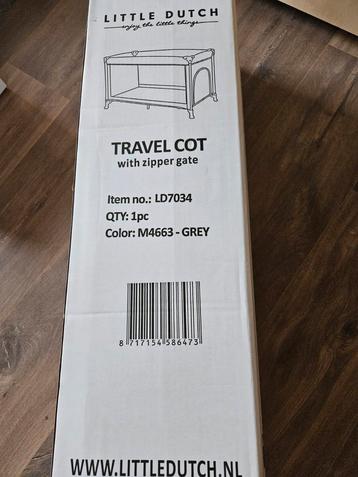 LITTLE DUTCH
enjoy the little things
TRAVEL COT
with zipper gate
Item no.: LD7034
QTY: 1pc
Color: M4663 - GREY
8 717154 586473
WWW.LITTLEDUTCH.NL